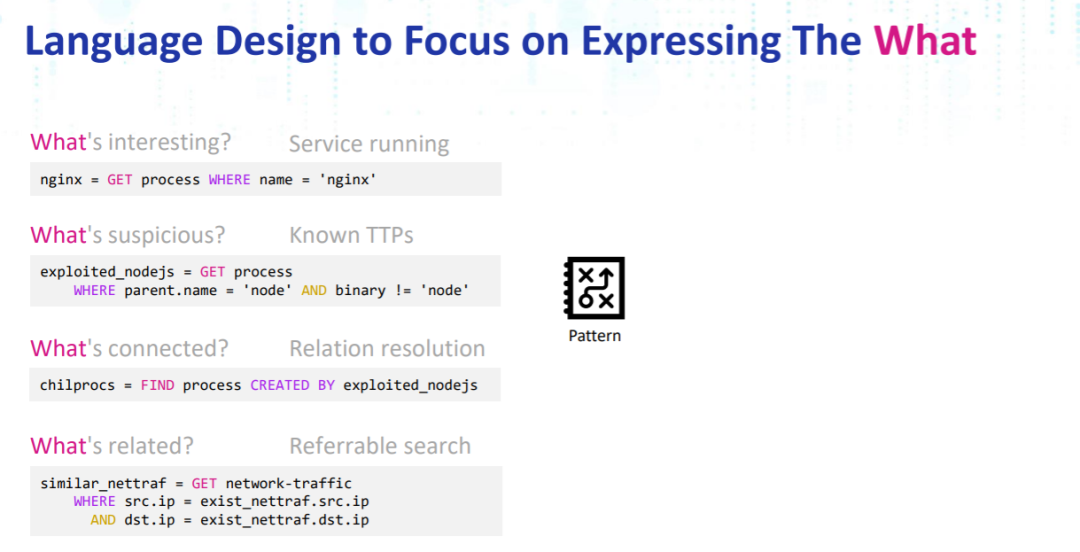 Language Design to Focus on Expressing The What
What's interesting? Service running
nginx = GET process WHERE name = 'nginx'
What's suspicious? Known TTPs
exploited_nodejs = GET process
WHERE parent.name = 'node' AND binary != 'node'
What's connected? Relation resolution
chilprocs = FIND process CREATED BY exploited_nodejs
What's related? Referrable search
similar_nettraf = GET network-traffic
WHERE src.ip = exist_nettraf.src.ip
AND dst.ip = exist_nettraf.dst.ip
Pattern